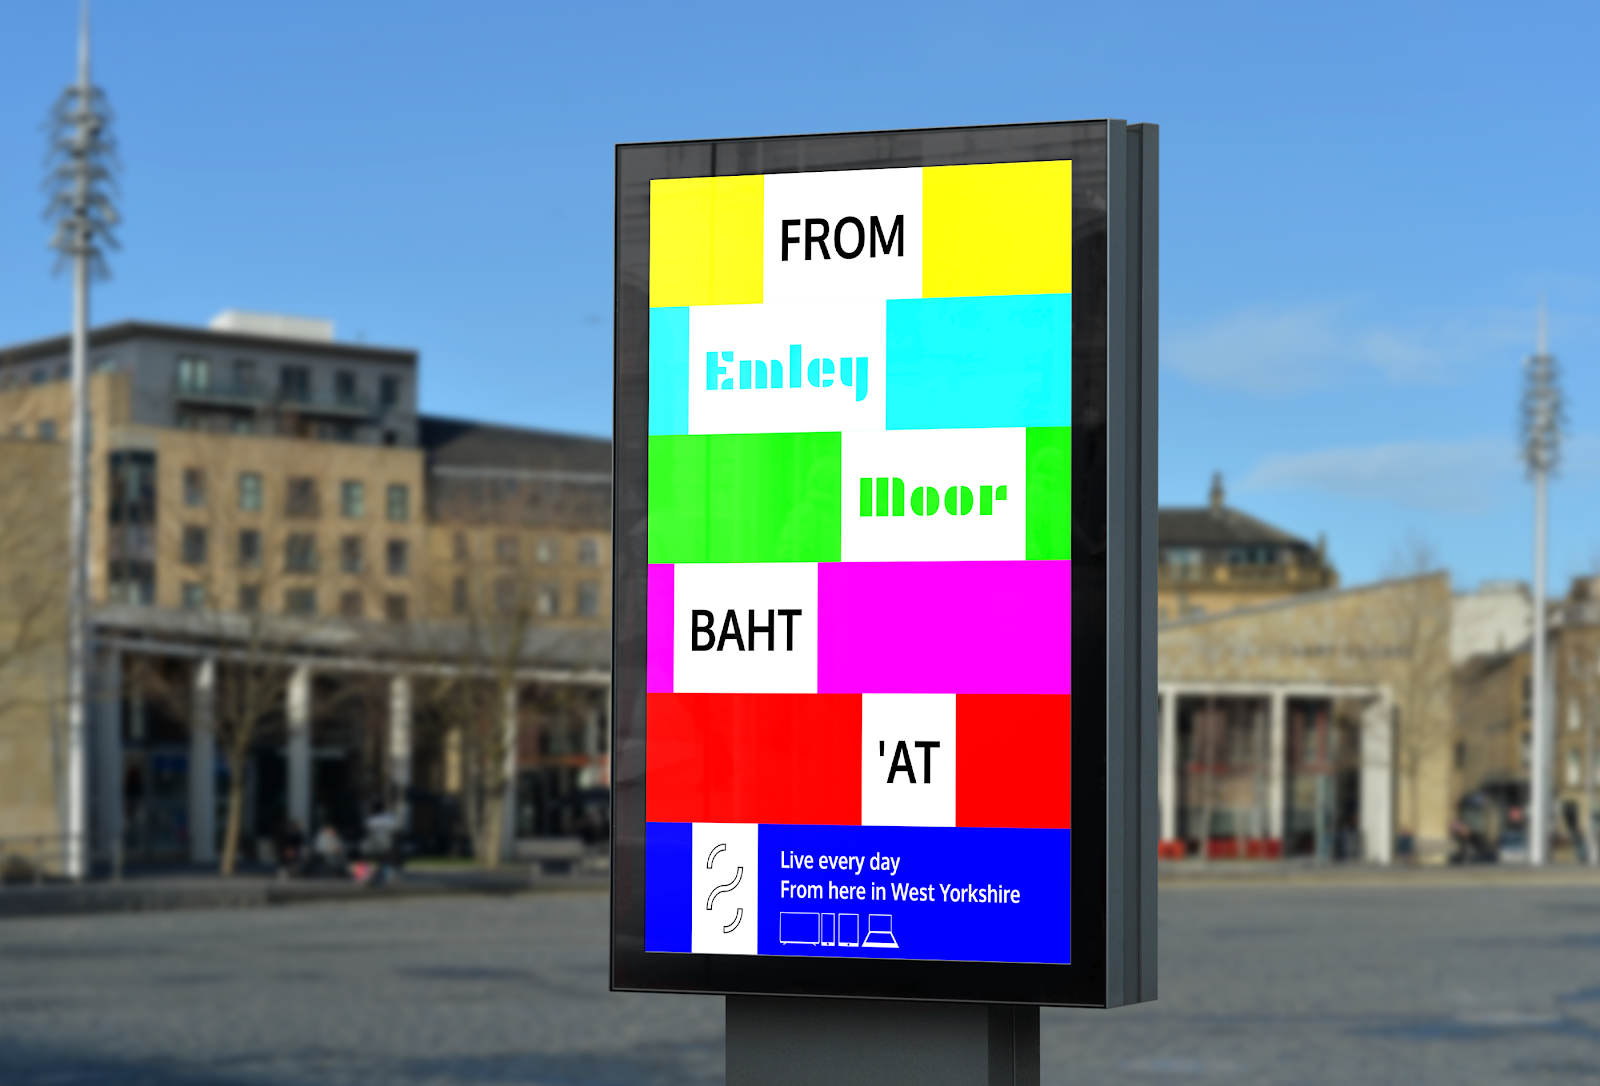 FROM
Emley
Moor
BAHT
'AT
Live every day
From here in West Yorkshire